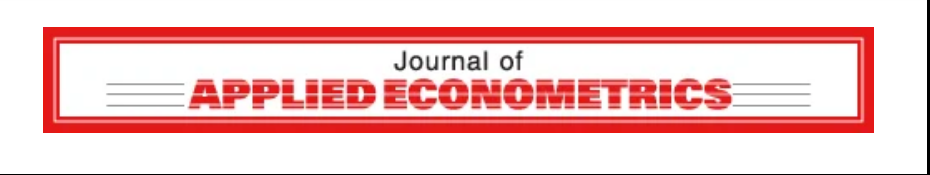 Journal of
APPLIED ECONOMETRICS